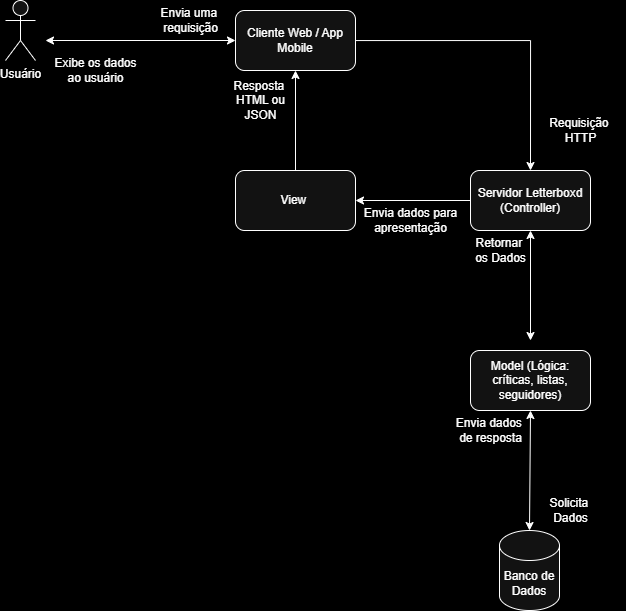 Envia uma
requisição
Cliente Web / App
Mobile
Usuário
Exibe os dados
ao usuário
Resposta
HTML ou
JSON
Requisição
HTTP
View
Servidor Letterboxd
(Controller)
Envia dados para
apresentação
Retornar
os Dados
Model (Lógica:
críticas, listas,
seguidores)
Envia dados
de resposta
Solicita
Dados
Banco de
Dados